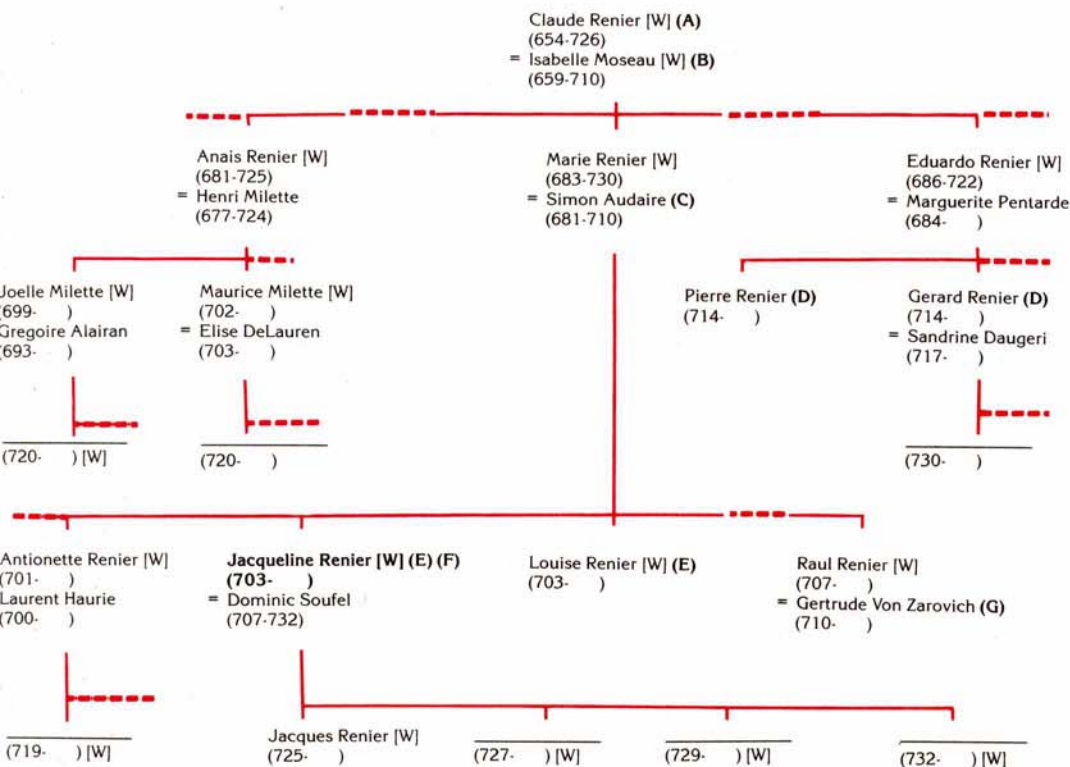 Claude Renier [W] (A)
(654-726)
= Isabelle Moseau [W] (B)
(659-710)
Anais Renier [W]
(681-725)
= Henri Milette
(677-724)
Marie Renier [W]
(683-730)
= Simon Audaire (C)
(681-710)
Eduardo Renier [W]
(686-722)
= Marguerite Pentarde
(684- )
Joelle Milette [W]
(699- )
Gregoire Alairan
(693- )
Maurice Milette [W]
(702- )
= Elise DeLauren
(703- )
Pierre Renier (D)
(714- )
Gerard Renier (D)
(714- )
= Sandrine Daugeri
(717- )
(720- ) [W]
(720- )
(730- )
Antionette Renier [W]
(701- )
Laurent Haurie
(700- )
Jacqueline Renier [W] (E) (F)
(703- )
= Dominic Soufel
(707-732)
Louise Renier [W] (E)
(703- )
Raul Renier [W]
(707- )
= Gertrude Von Zarovich (G)
(710- )
(719- ) [W]
Jacques Renier [W]
(725- )
(727- ) [W]
(729- ) [W]
(732- ) [W]